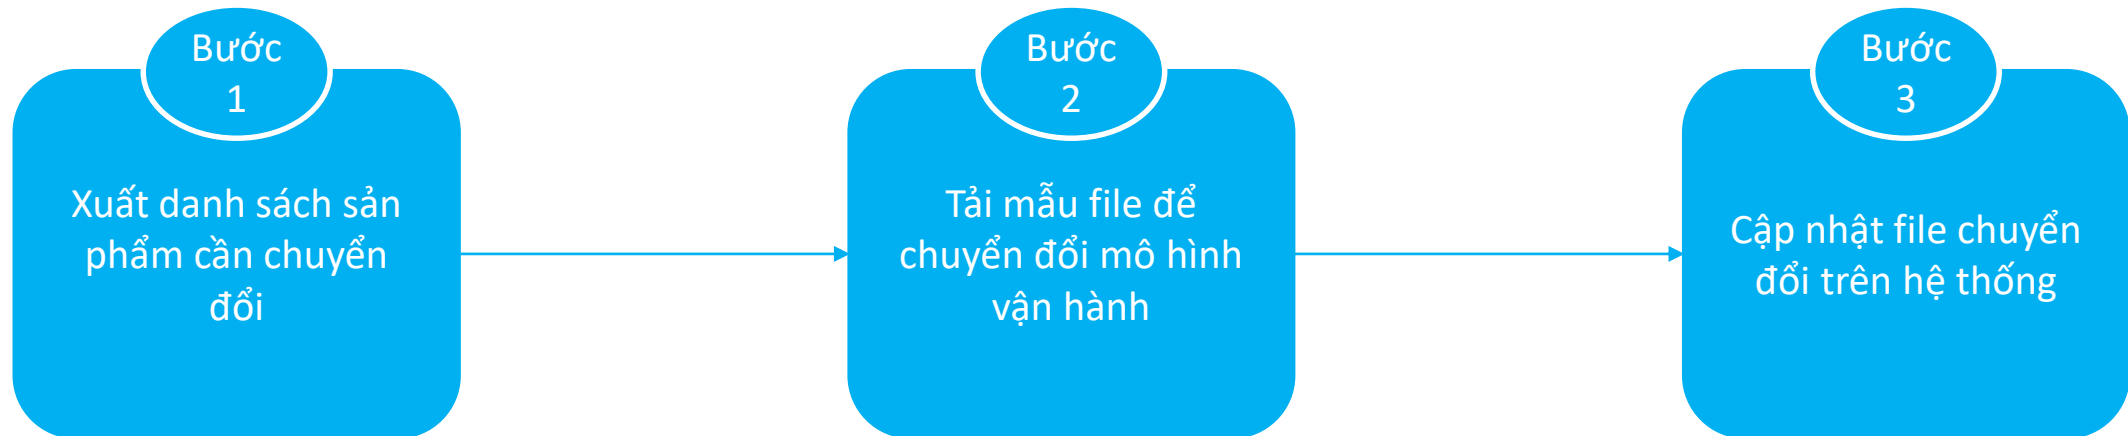 Bước
1
Xuất danh sách sản
phẩm cần chuyển
đổi
Bước
2
Tải mẫu file để
chuyển đổi mô hình
vận hành
Bước
3
Cập nhật file chuyển
đổi trên hệ thống